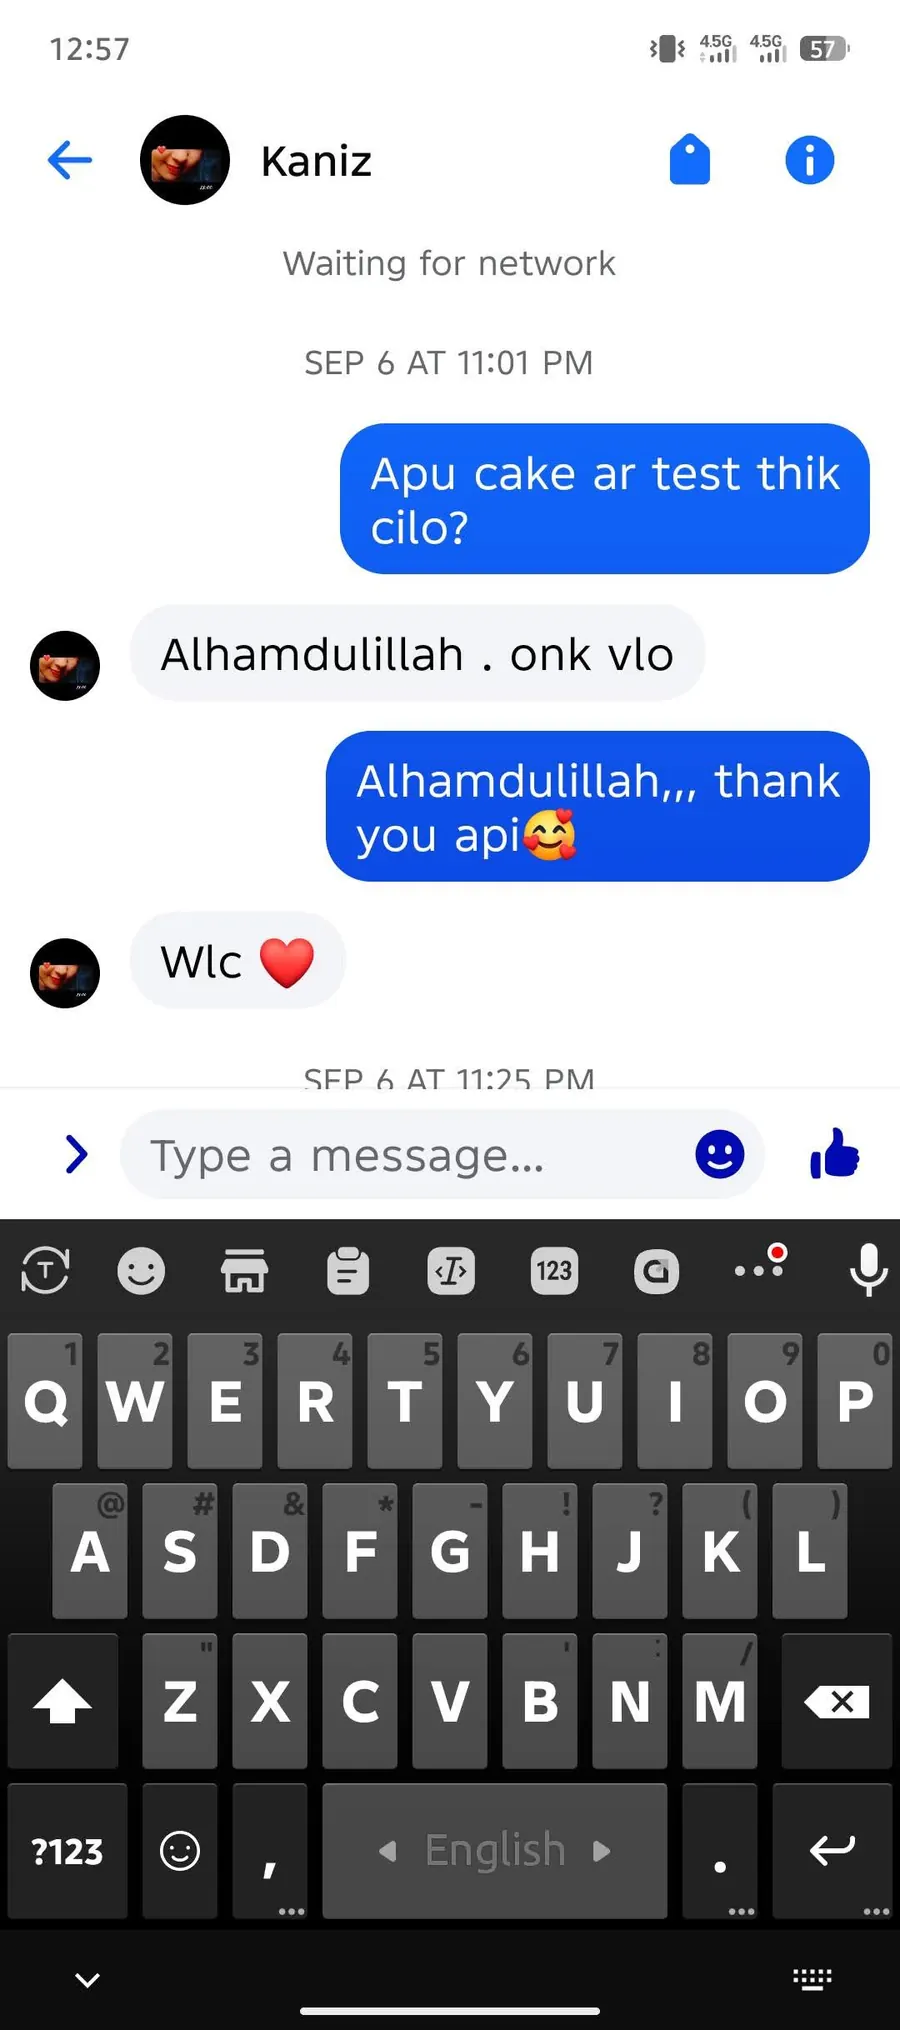 12:57
4.5G 4.5G 57
Kaniz
Waiting for network
SEP 6 AT 11:01 PM
Apu cake ar test thik
cilo?
Alhamdulillah . onk vlo
Alhamdulillah,,, thank
you api🥰
Wlc ❤️
SEP 6 AT 11:25 PM
Type a message...
T 123
1 2 3 4 5 6 7 8 9 0
Q W E R T Y U I O P
@ # & * - ! ? ( )
A S D F G H J K L
" ' : /
Z X C V B N M
?123 , English .